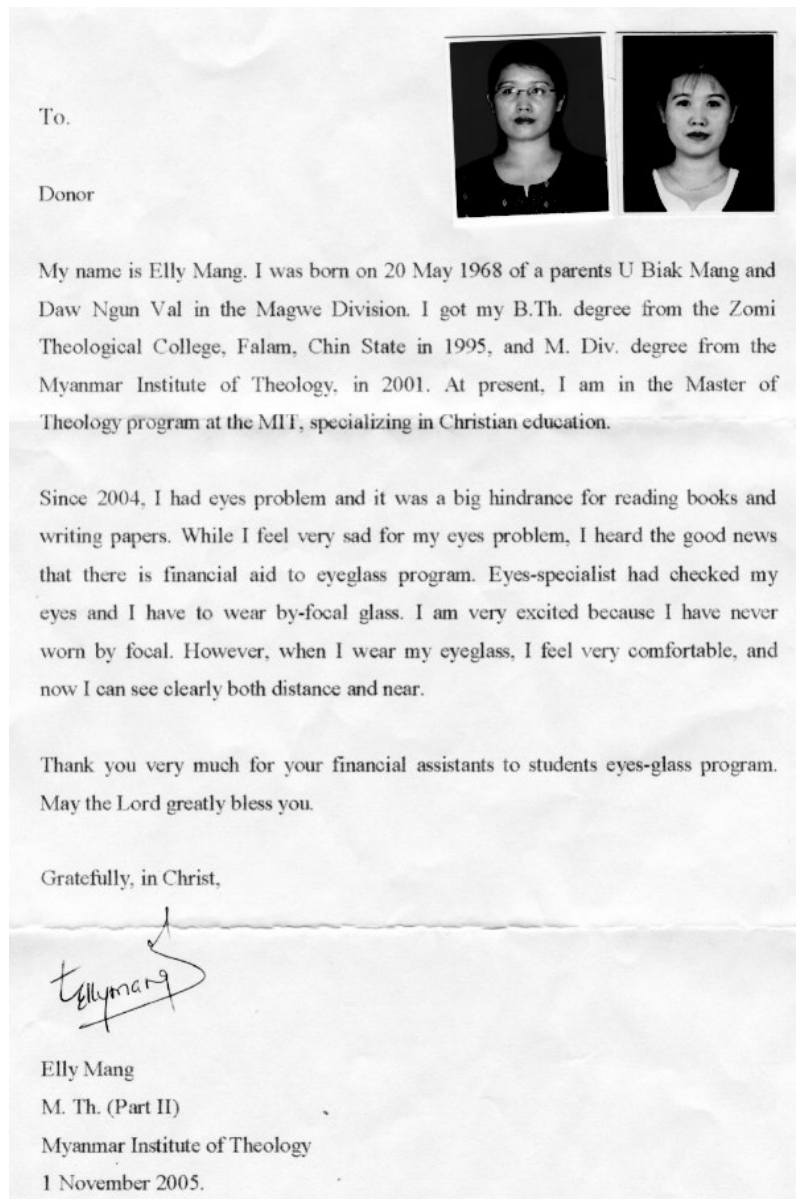 To.
Donor
My name is Elly Mang. I was born on 20 May 1968 of a parents U Biak Mang and
Daw Ngun Val in the Magwe Division. I got my B.Th. degree from the Zomi
Theological College, Falam, Chin State in 1995, and M. Div. degree from the
Myanmar Institute of Theology, in 2001. At present, I am in the Master of
Theology program at the MIT, specializing in Christian education.
Since 2004, I had eyes problem and it was a big hindrance for reading books and
writing papers. While I feel very sad for my eyes problem, I heard the good news
that there is financial aid to eyeglass program. Eyes-specialist had checked my
eyes and I have to wear by-focal glass. I am very excited because I have never
worn by focal. However, when I wear my eyeglass, I feel very comfortable, and
now I can see clearly both distance and near.
Thank you very much for your financial assistants to students eyes-glass program.
May the Lord greatly bless you.
Gratefully, in Christ,
Ellymang
Elly Mang
M. Th. (Part II)
Myanmar Institute of Theology
1 November 2005.